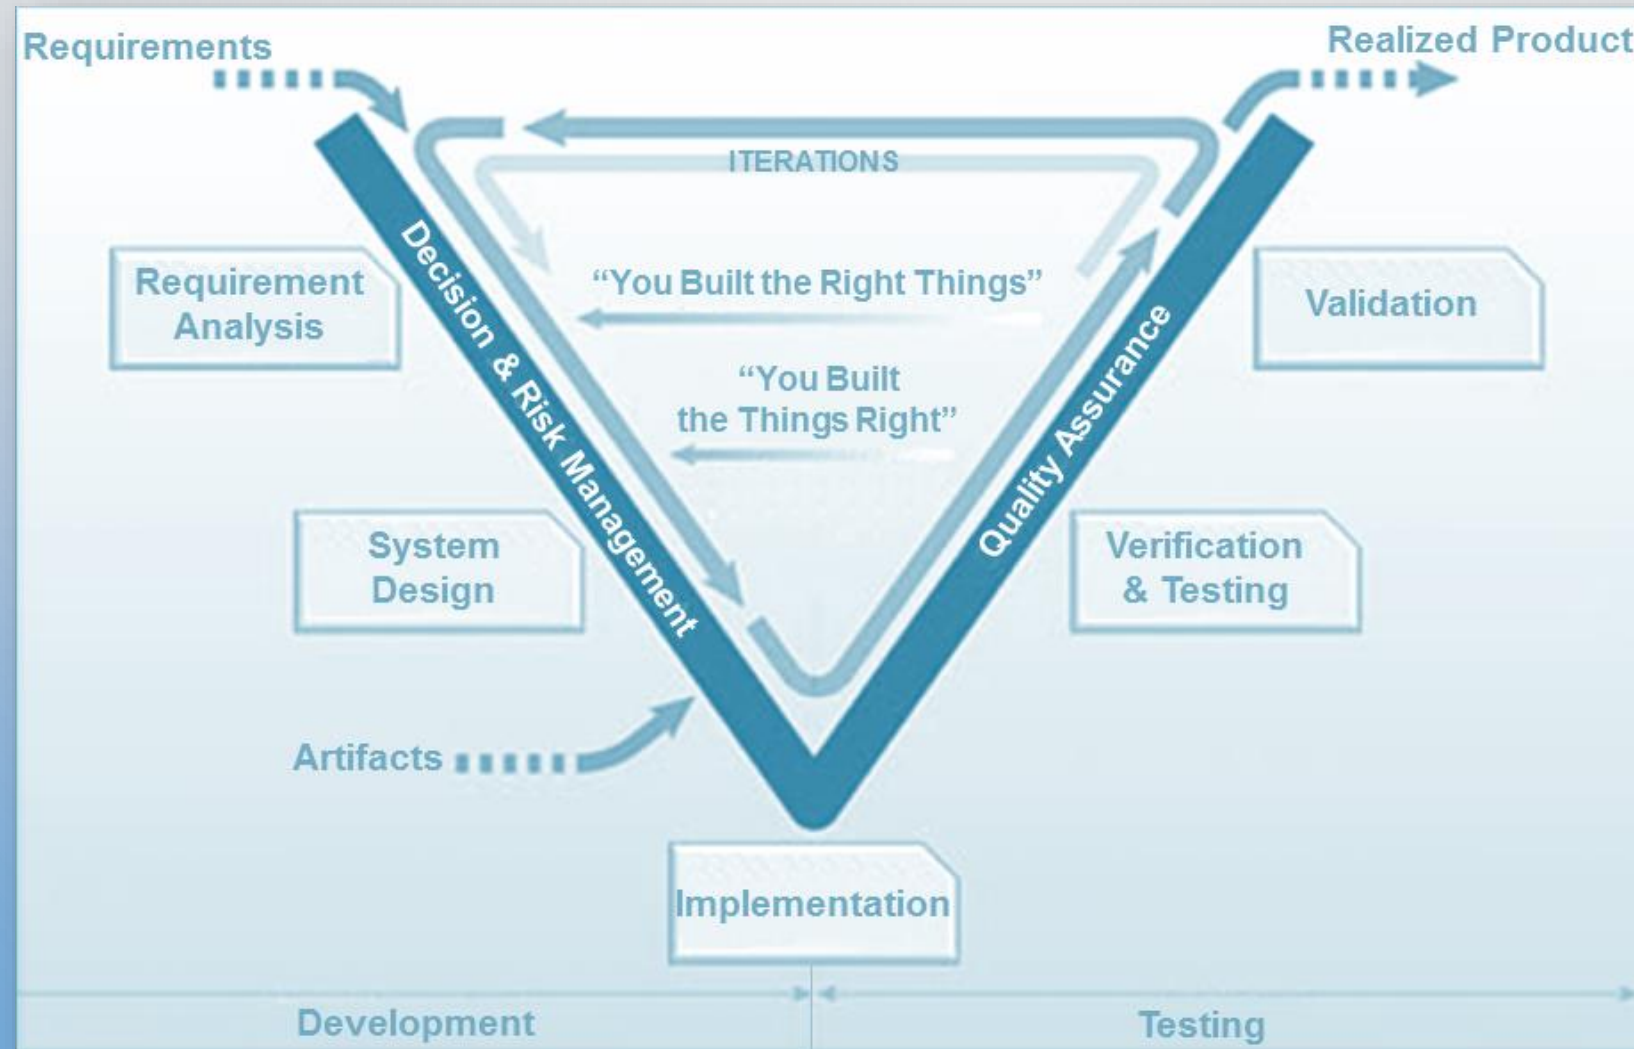 Requirements
Realized Product
ITERATIONS
Decision & Risk Management
Quality Assurance
Requirement
Analysis
“You Built the Right Things”
Validation
“You Built
the Things Right”
System
Design
Verification
& Testing
Artifacts
Implementation
Development
Testing